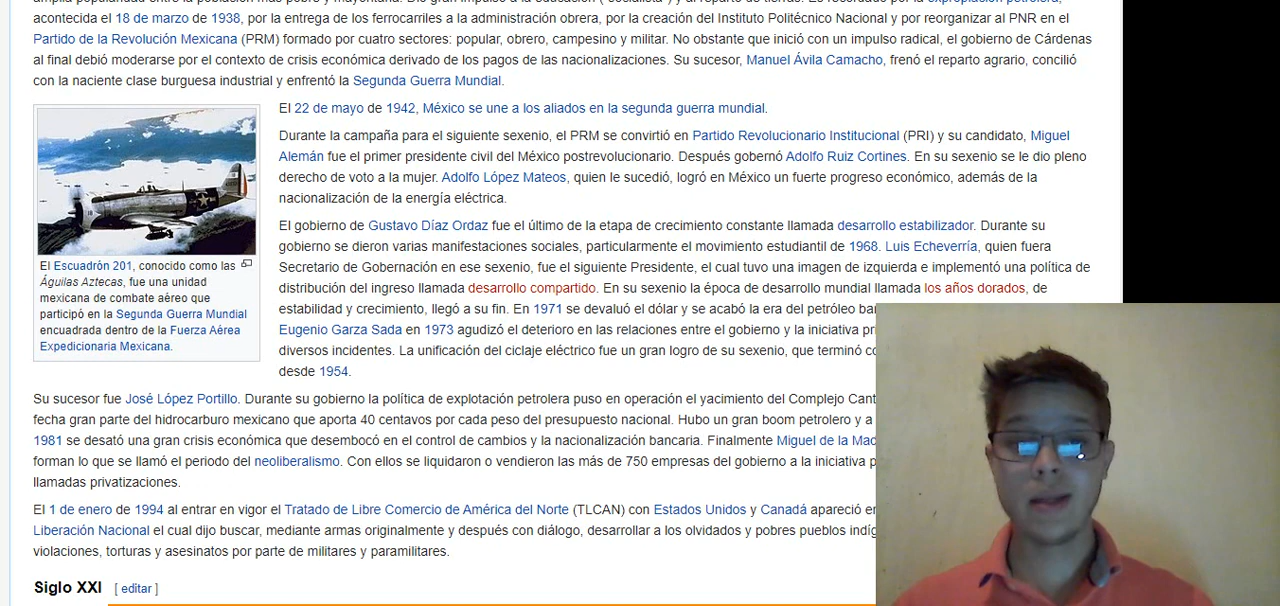 acontecida el 18 de marzo de 1938, por la entrega de los ferrocarriles a la administración obrera, por la creación del Instituto Politécnico Nacional y por reorganizar al PNR en el
Partido de la Revolución Mexicana (PRM) formado por cuatro sectores: popular, obrero, campesino y militar. No obstante que inició con un impulso radical, el gobierno de Cárdenas
al final debió moderarse por el contexto de crisis económica derivado de los pagos de las nacionalizaciones. Su sucesor, Manuel Ávila Camacho, frenó el reparto agrario, concilió
con la naciente clase burguesa industrial y enfrentó la Segunda Guerra Mundial.
El 22 de mayo de 1942, México se une a los aliados en la segunda guerra mundial.
Durante la campaña para el siguiente sexenio, el PRM se convirtió en Partido Revolucionario Institucional (PRI) y su candidato, Miguel
Alemán fue el primer presidente civil del México postrevolucionario. Después gobernó Adolfo Ruiz Cortines. En su sexenio se le dio pleno
derecho de voto a la mujer. Adolfo López Mateos, quien le sucedió, logró en México un fuerte progreso económico, además de la
nacionalización de la energía eléctrica.
El gobierno de Gustavo Díaz Ordaz fue el último de la etapa de crecimiento constante llamada desarrollo estabilizador. Durante su
gobierno se dieron varias manifestaciones sociales, particularmente el movimiento estudiantil de 1968. Luis Echeverría, quien fuera
Secretario de Gobernación en ese sexenio, fue el siguiente Presidente, el cual tuvo una imagen de izquierda e implementó una política de
distribución del ingreso llamada desarrollo compartido. En su sexenio la época de desarrollo mundial llamada los años dorados, de
estabilidad y crecimiento, llegó a su fin. En 1971 se devaluó el dólar y se acabó la era del petróleo
Eugenio Garza Sada en 1973 agudizó el deterioro en las relaciones entre el gobierno y la iniciativa
diversos incidentes. La unificación del ciclaje eléctrico fue un gran logro de su sexenio, que terminó
desde 1954.
El Escuadrón 201, conocido como las
Águilas Aztecas, fue una unidad
mexicana de combate aéreo que
participó en la Segunda Guerra Mundial
encuadrada dentro de la Fuerza Aérea
Expedicionaria Mexicana.
Su sucesor fue José López Portillo. Durante su gobierno la política de explotación petrolera puso en operación el yacimiento del Complejo
fecha gran parte del hidrocarburo mexicano que aporta 40 centavos por cada peso del presupuesto nacional. Hubo un gran boom petrolero y a
1981 se desató una gran crisis económica que desembocó en el control de cambios y la nacionalización bancaria. Finalmente Miguel de la
forman lo que se llamó el periodo del neoliberalismo. Con ellos se liquidaron o vendieron las más de 750 empresas del gobierno a la iniciativa
llamadas privatizaciones.
El 1 de enero de 1994 al entrar en vigor el Tratado de Libre Comercio de América del Norte (TLCAN) con Estados Unidos y Canadá apareció
Liberación Nacional el cual dijo buscar, mediante armas originalmente y después con diálogo, desarrollar a los olvidados y pobres pueblos
violaciones, torturas y asesinatos por parte de militares y paramilitares.
Siglo XXI [ editar ]